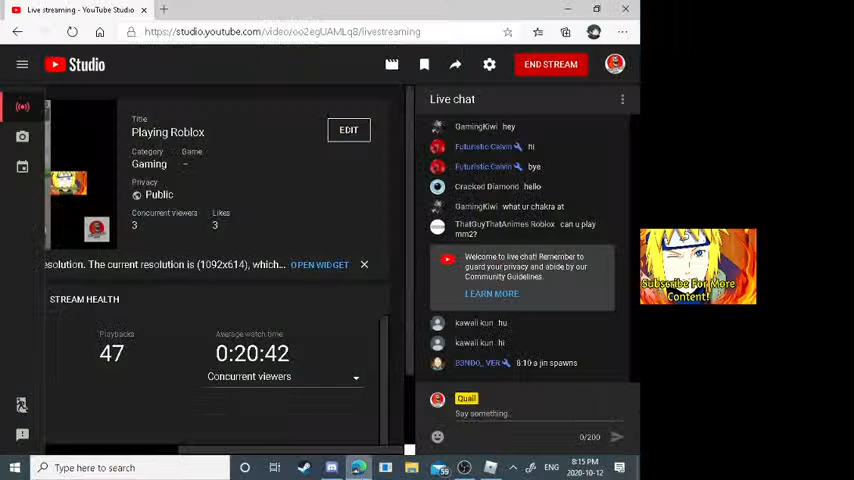 Live streaming - YouTube Studio
https://studio.youtube.com/video/oo2egUAMLq8/livestreaming
Studio
END STREAM
Title
Playing Roblox
EDIT
Category
Game
Gaming
–
Privacy
Public
Concurrent viewers
Likes
3
3
esolution. The current resolution is (1092x614), which...
OPEN WIDGET
STREAM HEALTH
Playbacks
Average watch time
47
0:20:42
Concurrent viewers
Live chat
GamingKiwi hey
Futuristic Calvin hi
Futuristic Calvin bye
Cracked Diamond hello
GamingKiwi what ur chakra at
ThatGuyThatAnimes Roblox can u play
mm2?
Welcome to live chat! Remember to
guard your privacy and abide by our
Community Guidelines.
LEARN MORE
kawaii kun hu
kawaii kun hi
B3ND0_VER 8:10 a jin spawns
Quail
Say something...
0/200
Subscribe For More
Content!
Type here to search
59
ENG
8:15 PM
2020-10-12